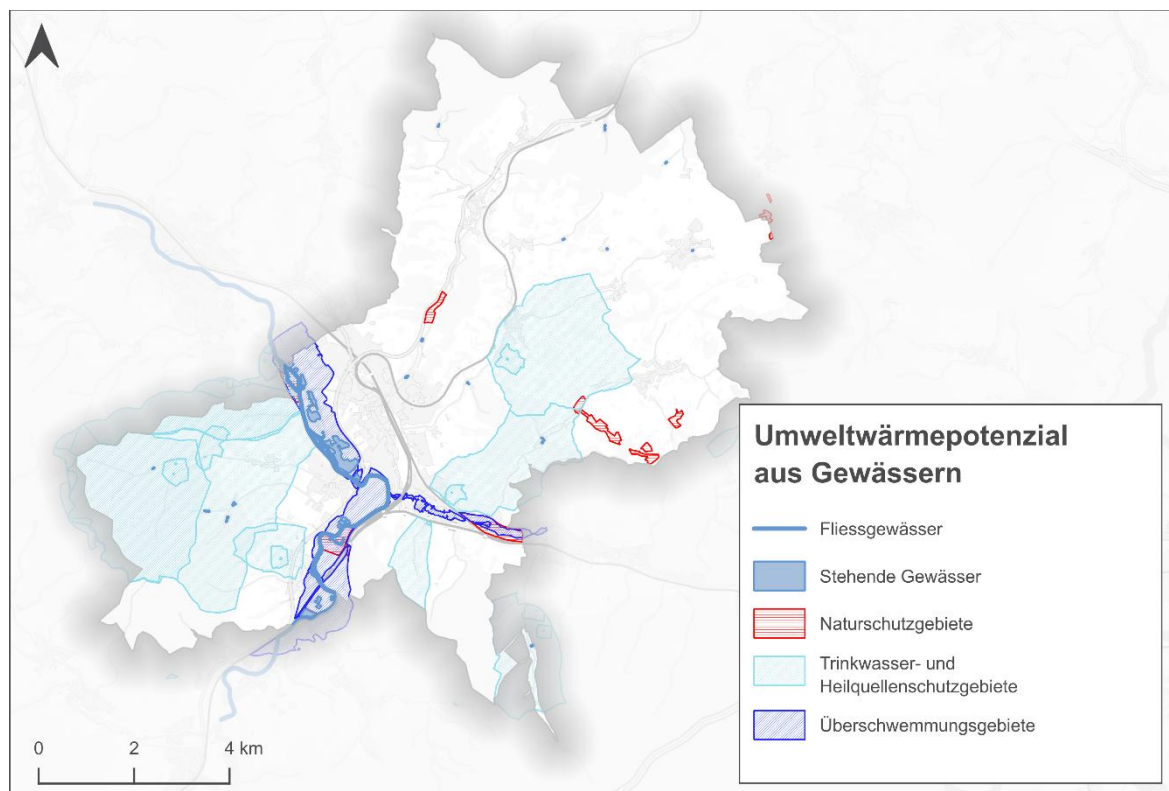 Umweltwärmepotenzial
aus Gewässern
Fliessgewässer
Stehende Gewässer
Naturschutzgebiete
Trinkwasser- und
Heilquellenschutzgebiete
Überschwemmungsgebiete
0 2 4 km